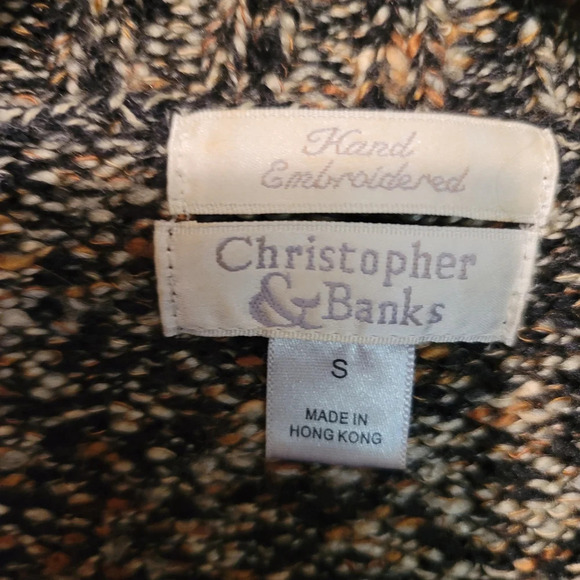 Hand
Embroidered
Christopher
& Banks
S
MADE IN
HONG KONG